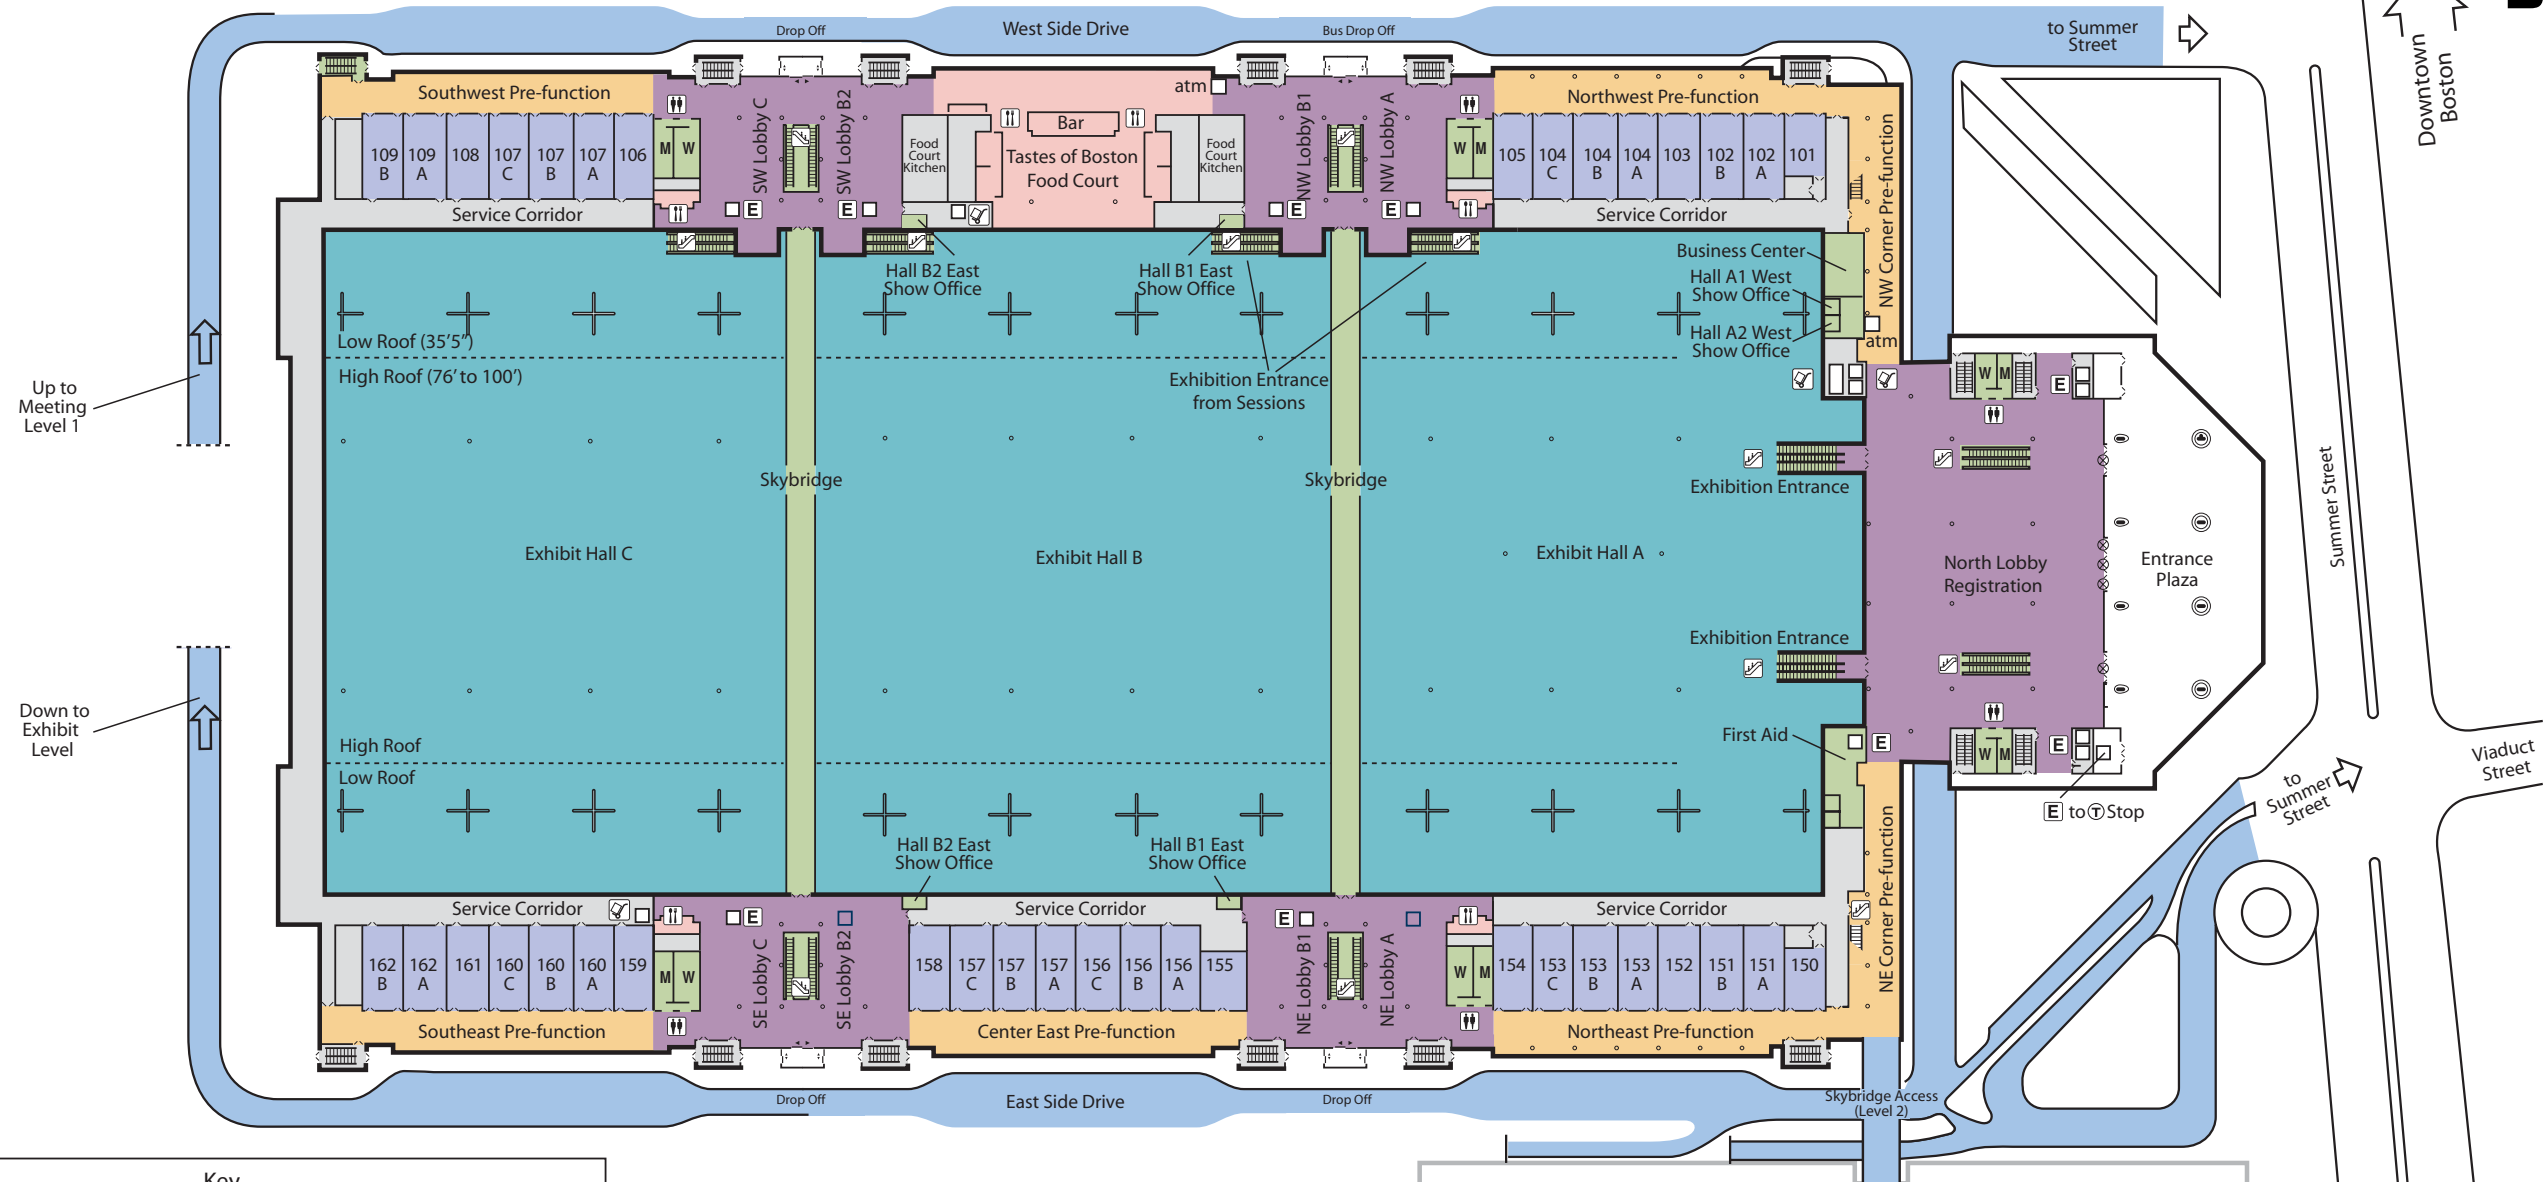 Drop Off
West Side Drive
Bus Drop Off
to Summer
Street
Downtown
Boston
Southwest Pre-function
SW Lobby C
SW Lobby B2
atm
NW Lobby B1
NW Lobby A
Northwest Pre-function
NW Corner Pre-function
Bar
Food
Court
Kitchen
Tastes of Boston
Food Court
Food
Court
Kitchen
109
B
109
A
108
107
C
107
B
107
A
106
M W
W M
105
104
C
104
B
104
A
103
102
B
102
A
101
Service Corridor
E
E
E
E
Service Corridor
Hall B2 East
Show Office
Hall B1 East
Show Office
Business Center
Hall A1 West
Show Office
Hall A2 West
Show Office
atm
Low Roof (35'5")
High Roof (76' to 100')
Exhibition Entrance
from Sessions
W M
E
Up to
Meeting
Level 1
Skybridge
Skybridge
Exhibition Entrance
Summer Street
Exhibit Hall C
Exhibit Hall B
Exhibit Hall A
North Lobby
Registration
Entrance
Plaza
Exhibition Entrance
Down to
Exhibit
Level
High Roof
Low Roof
First Aid
E
W M
E
Viaduct
Street
to
Summer
Street
E to T Stop
Hall B2 East
Show Office
Hall B1 East
Show Office
NE Corner Pre-function
Service Corridor
E
Service Corridor
E
Service Corridor
162
B
162
A
161
160
C
160
B
160
A
159
M W
SE Lobby C
SE Lobby B2
158
157
C
157
B
157
A
156
C
156
B
156
A
155
NE Lobby B1
NE Lobby A
W M
154
153
C
153
B
153
A
152
151
B
151
A
150
Southeast Pre-function
Center East Pre-function
Northeast Pre-function
Drop Off
East Side Drive
Drop Off
Skybridge Access
(Level 2)
Key